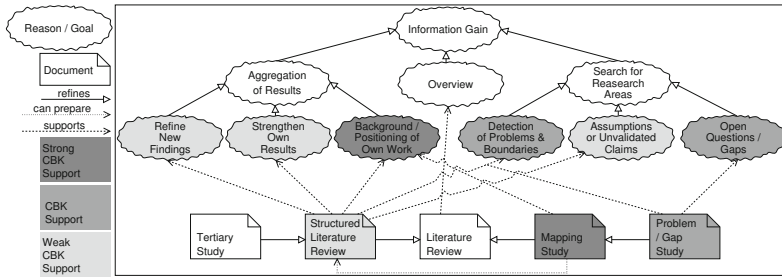 Reason / Goal
Document
refines
can prepare
supports
Strong
CBK
Support
CBK
Support
Weak
CBK
Support
Information Gain
Aggregation
of Results
Overview
Search for
Reasearch
Areas
Refine
New
Findings
Strengthen
Own
Results
Background /
Positioning of
Own Work
Detection
of Problems &
Boundaries
Assumptions
or Unvalidated
Claims
Open
Questions /
Gaps
Tertiary
Study
Structured
Literature
Review
Literature
Review
Mapping
Study
Problem
/ Gap
Study